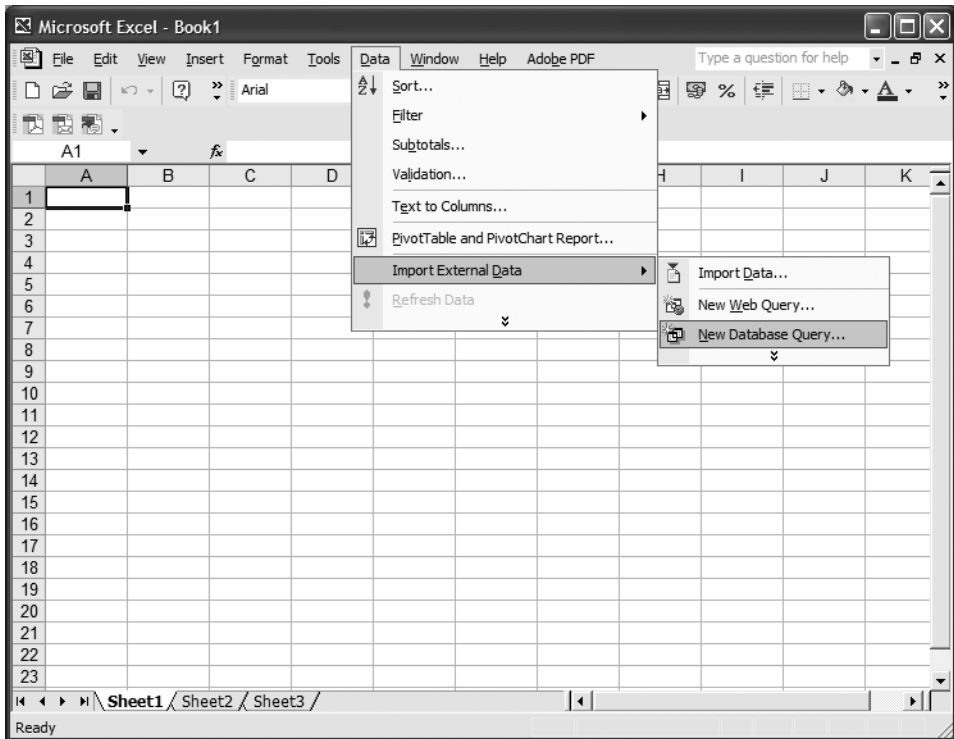 Microsoft Excel - Book1
File Edit View Insert Format Tools Data Window Help Adobe PDF Type a question for help
Arial
A1 fx
Sort...
Filter
Subtotals...
Validation...
Text to Columns...
PivotTable and PivotChart Report...
Import External Data
Refresh Data
Import Data...
New Web Query...
New Database Query...
A B C D H I J K
1
2
3
4
5
6
7
8
9
10
11
12
13
14
15
16
17
18
19
20
21
22
23
Sheet1 Sheet2 Sheet3
Ready